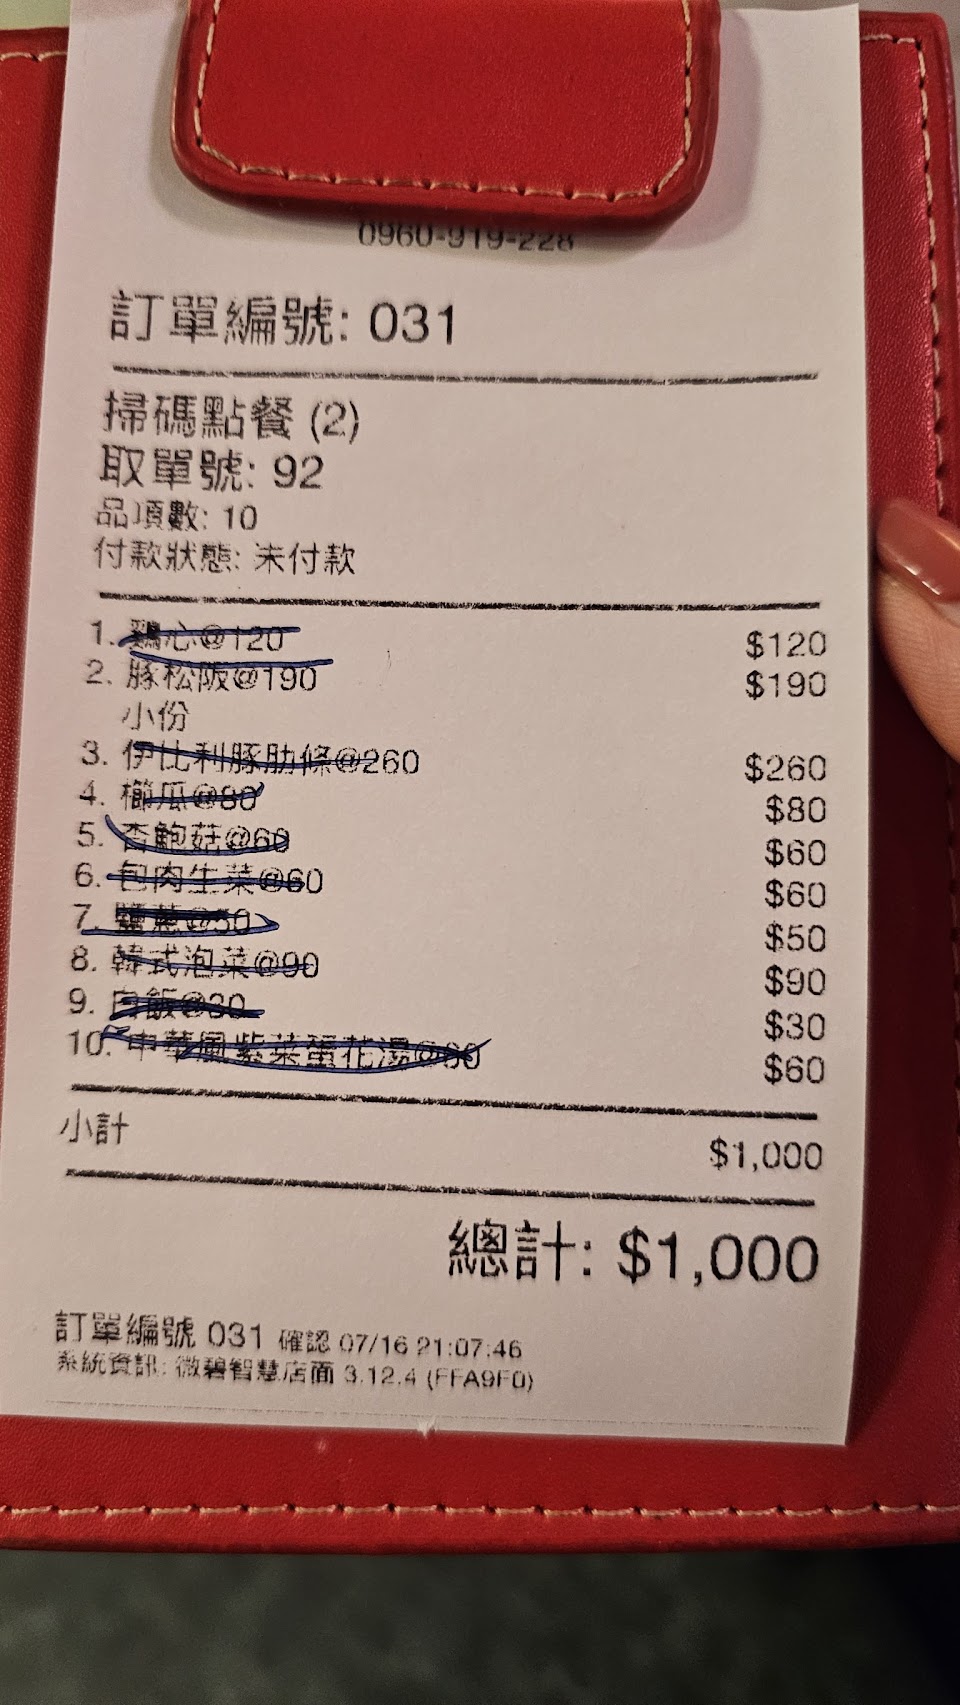 0960-919-228
訂單編號: 031
掃碼點餐 (2)
取單號: 92
品項數: 10
付款狀態: 未付款
1. 鷄心@120 $120
2. 豚松阪@190 $190
小份
3. 伊比利豚肋條@260 $260
4. 櫛瓜@80 $80
5. 杏鮑菇@60 $60
6. 包肉生菜@60 $60
7. 鹽蔥@50 $50
8. 韓式泡菜@90 $90
9. 白飯@30 $30
10. 中華風紫菜蛋花湯@60 $60
小計 $1,000
總計: $1,000
訂單編號 031 確認 07/16 21:07:46
系統資訊: 微碧智慧店面 3.12.4 (FFA9F0)